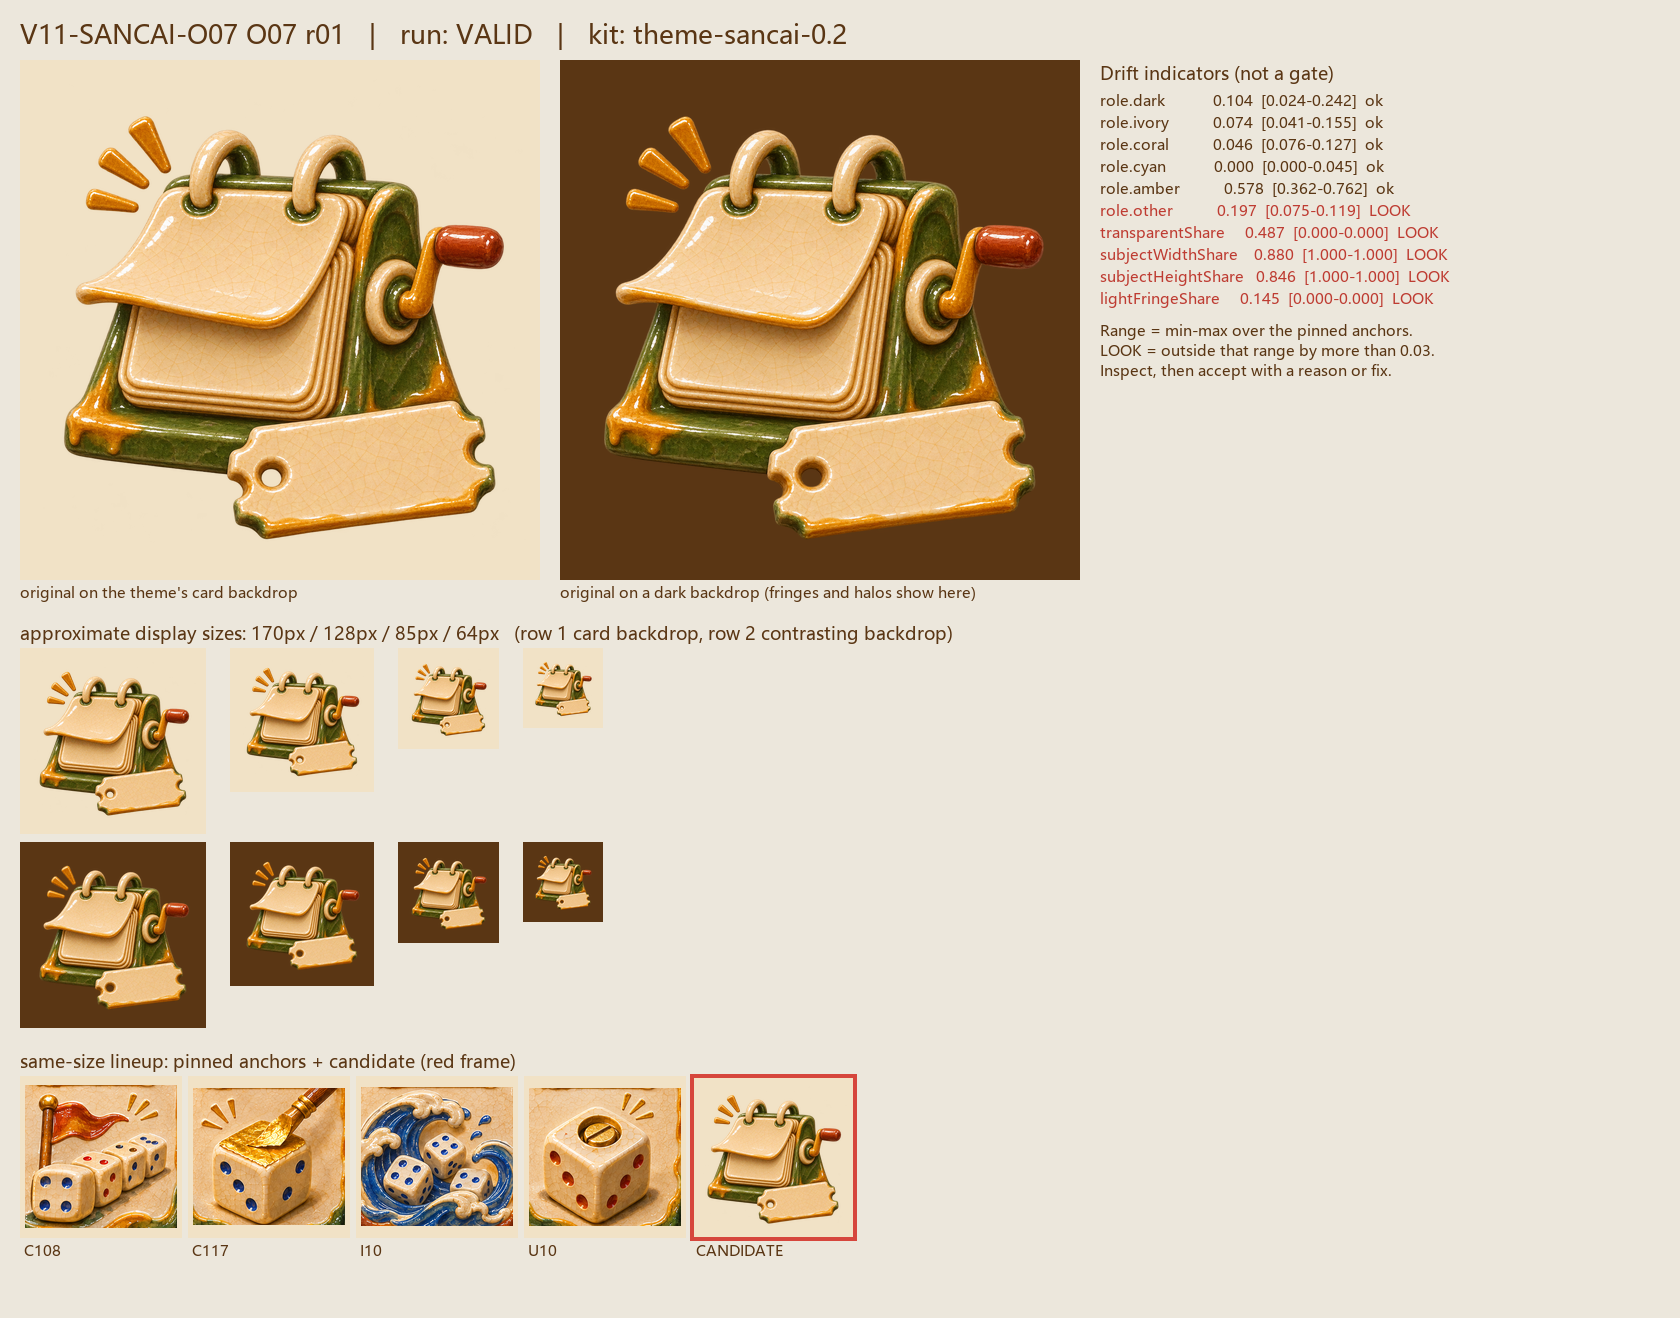 V11-SANCAI-O07 O07 r01 | run: VALID | kit: theme-sancai-0.2
Drift indicators (not a gate)
role.dark 0.104 [0.024-0.242] ok
role.ivory 0.074 [0.041-0.155] ok
role.coral 0.046 [0.076-0.127] ok
role.cyan 0.000 [0.000-0.045] ok
role.amber 0.578 [0.362-0.762] ok
role.other 0.197 [0.075-0.119] LOOK
transparentShare 0.487 [0.000-0.000] LOOK
subjectWidthShare 0.880 [1.000-1.000] LOOK
subjectHeightShare 0.846 [1.000-1.000] LOOK
lightFringeShare 0.145 [0.000-0.000] LOOK
Range = min-max over the pinned anchors.
LOOK = outside that range by more than 0.03.
Inspect, then accept with a reason or fix.
original on the theme's card backdrop
original on a dark backdrop (fringes and halos show here)
approximate display sizes: 170px / 128px / 85px / 64px (row 1 card backdrop, row 2 contrasting backdrop)
same-size lineup: pinned anchors + candidate (red frame)
C108
C117
I10
U10
CANDIDATE